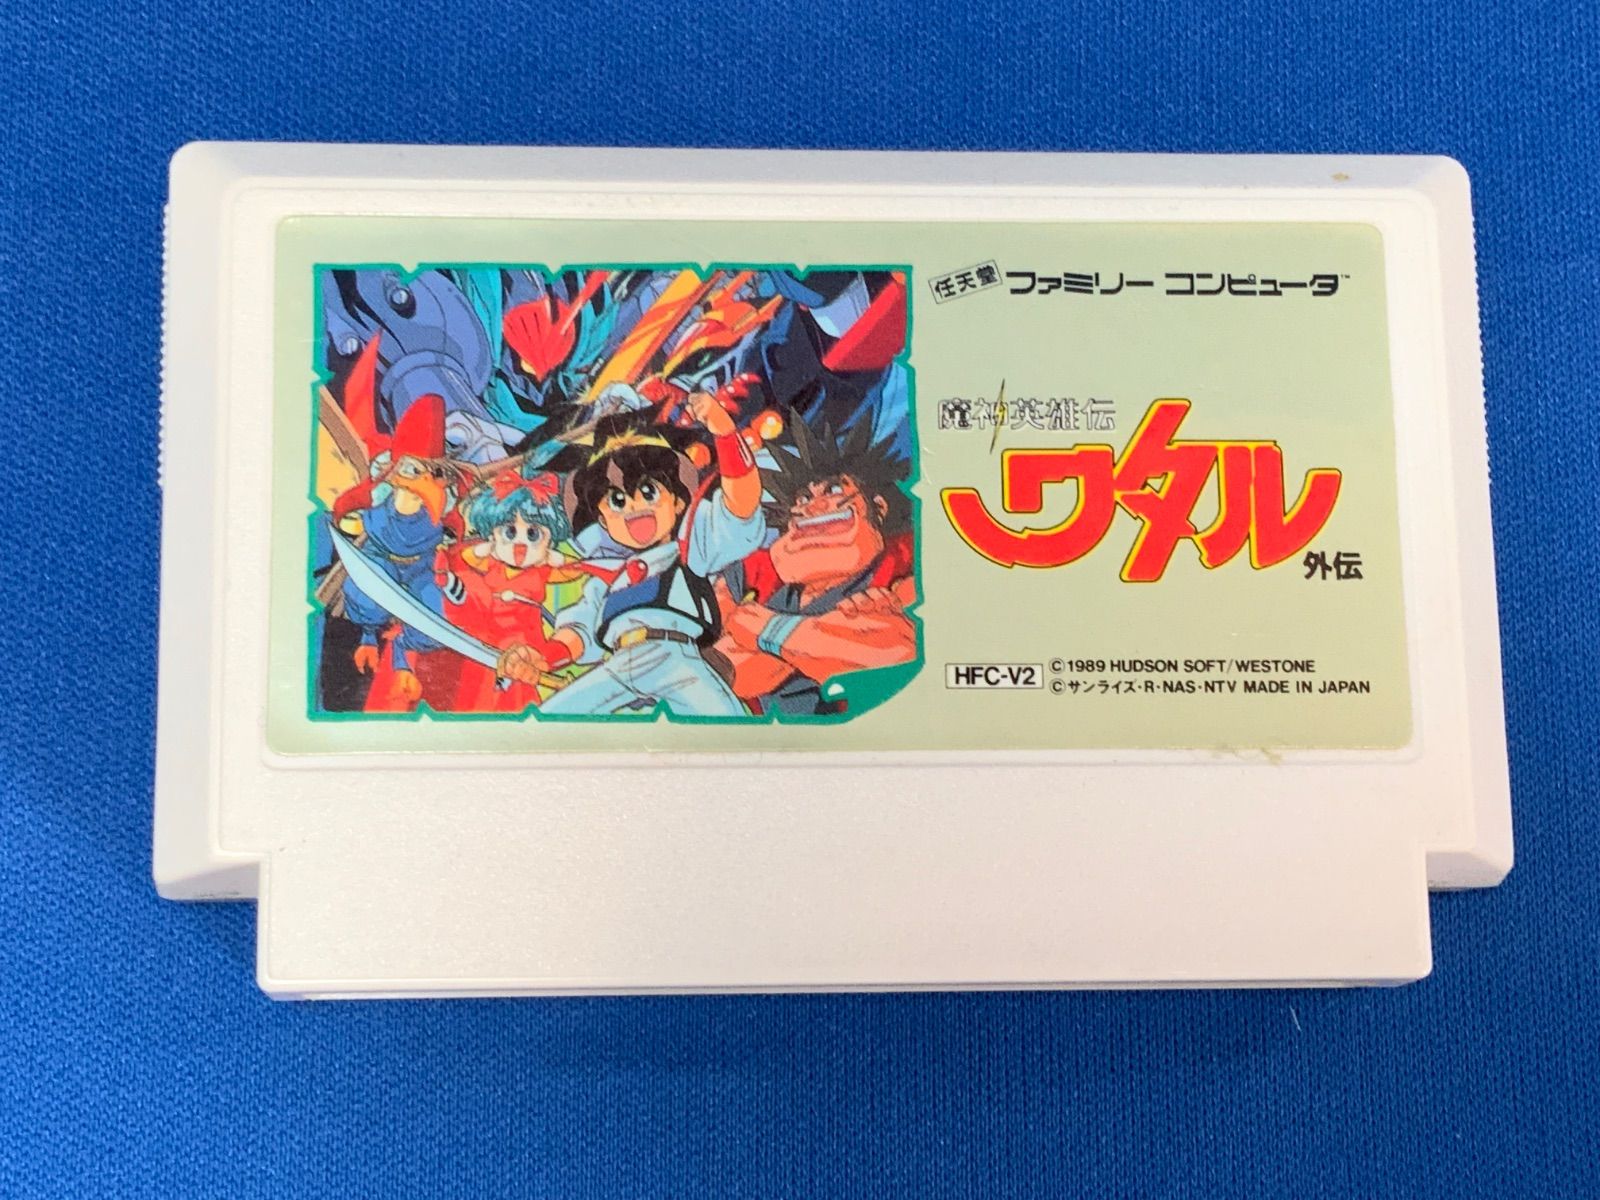 任天堂 ファミリー コンピュータ™
魔神英雄伝
ワタル
外伝
HFC-V2 ©1989 HUDSON SOFT/WESTONE
©サンライズ・R・NAS・NTV MADE IN JAPAN